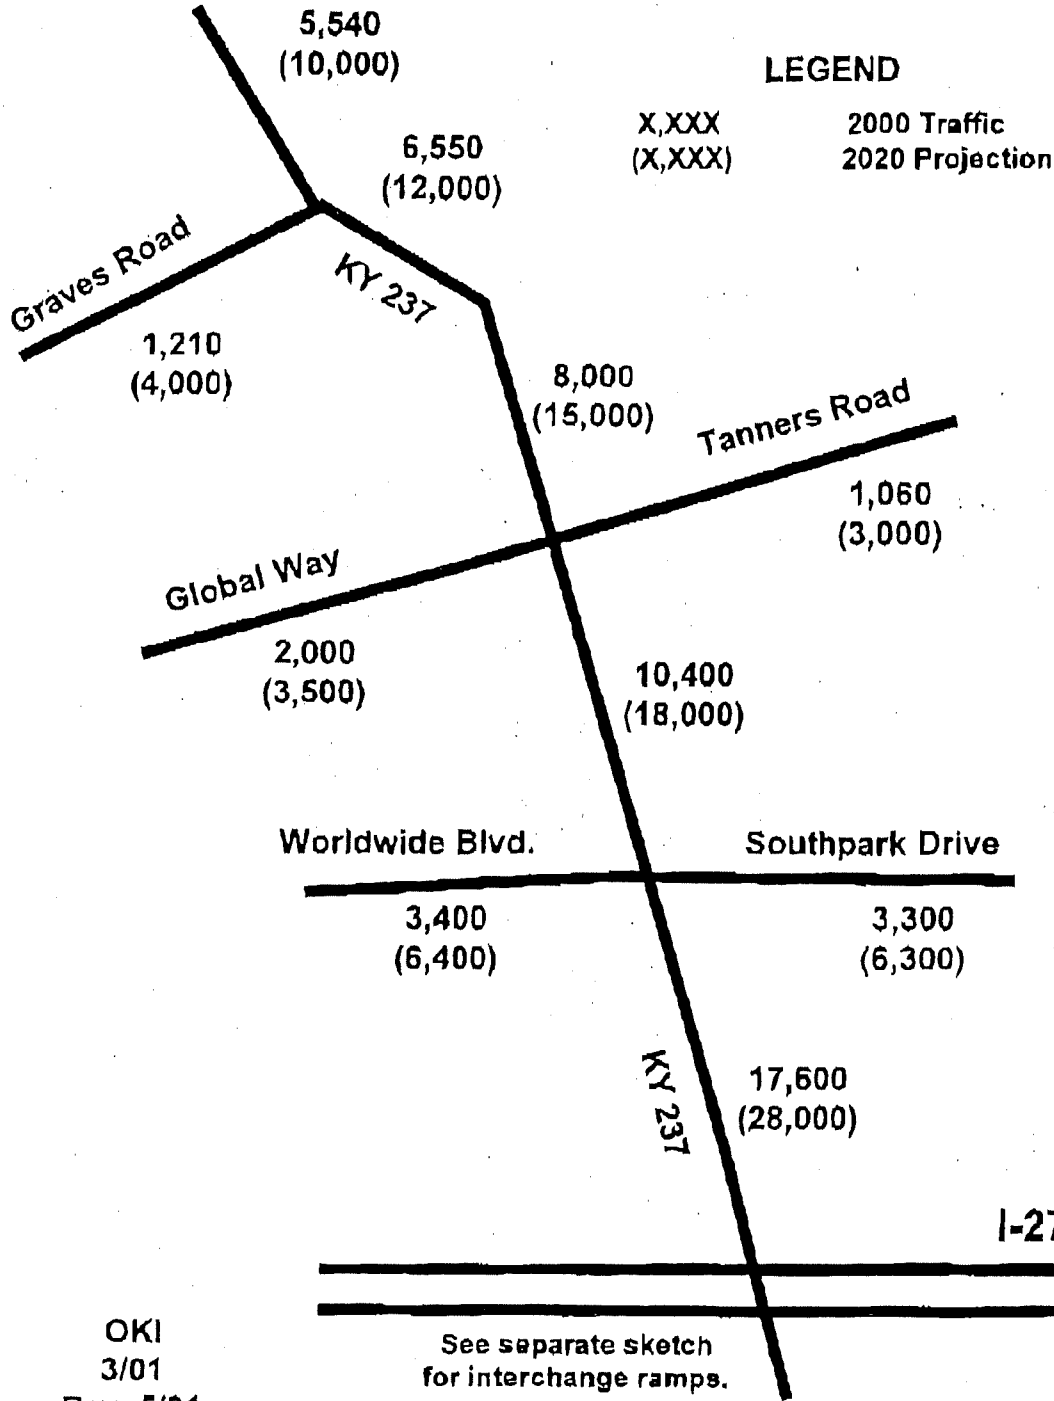 5,540
(10,000)
LEGEND
X,XXX 2000 Traffic
(X,XXX) 2020 Projection
6,550
(12,000)
Graves Road
KY 237
1,210
(4,000)
8,000
(15,000)
Tanners Road
1,060
(3,000)
Global Way
2,000
(3,500)
10,400
(18,000)
Worldwide Blvd. Southpark Drive
3,400 3,300
(6,400) (6,300)
KY 237
17,600
(28,000)
I-27
See separate sketch
for interchange ramps.
OKI
3/01